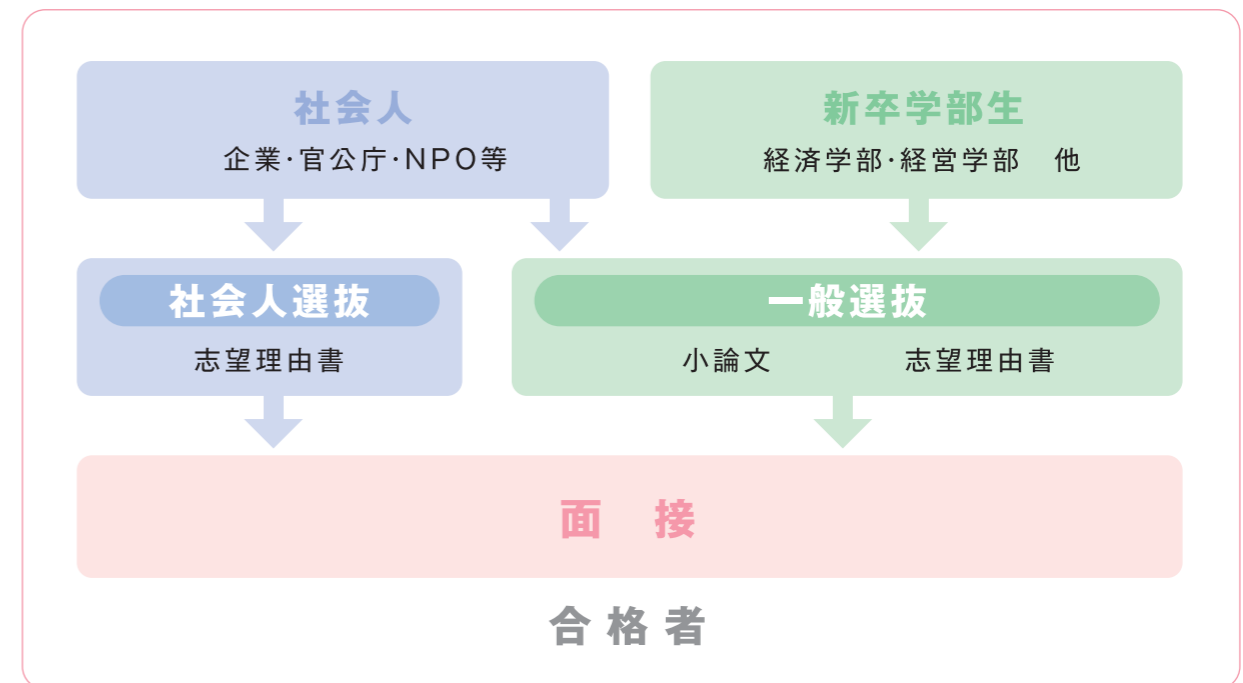 社会人
企業・官公庁・NPO等
新卒学部生
経済学部・経営学部　他
社会人選抜
志望理由書
一般選抜
小論文　志望理由書
面　接
合格者